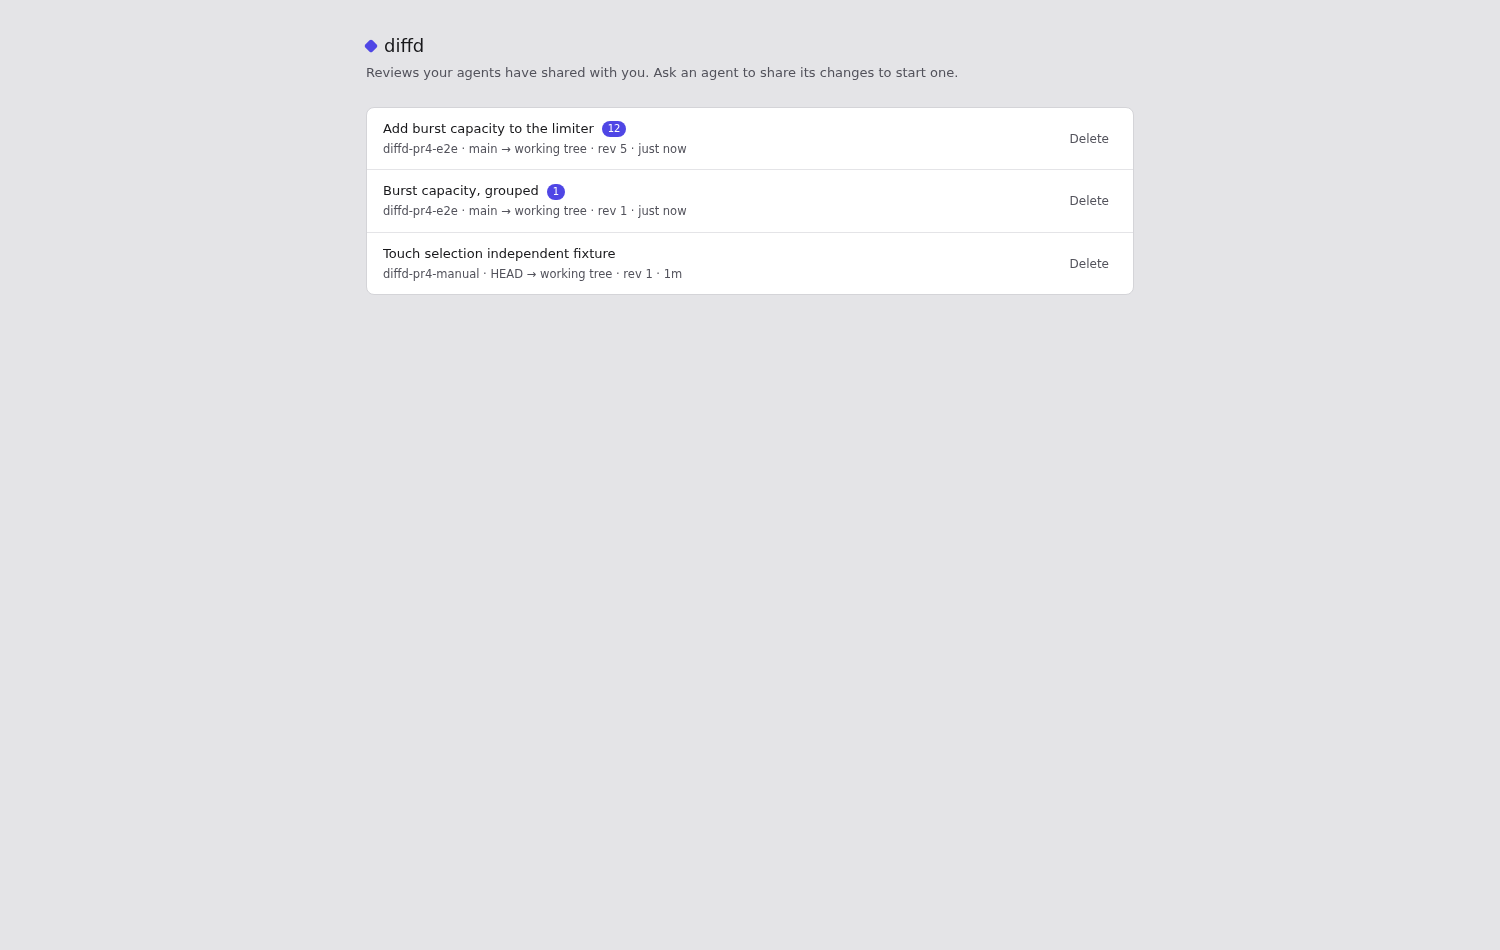 diffd
Reviews your agents have shared with you. Ask an agent to share its changes to start one.
Add burst capacity to the limiter 12
diffd-pr4-e2e · main → working tree · rev 5 · just now
Delete
Burst capacity, grouped 1
diffd-pr4-e2e · main → working tree · rev 1 · just now
Delete
Touch selection independent fixture
diffd-pr4-manual · HEAD → working tree · rev 1 · 1m
Delete